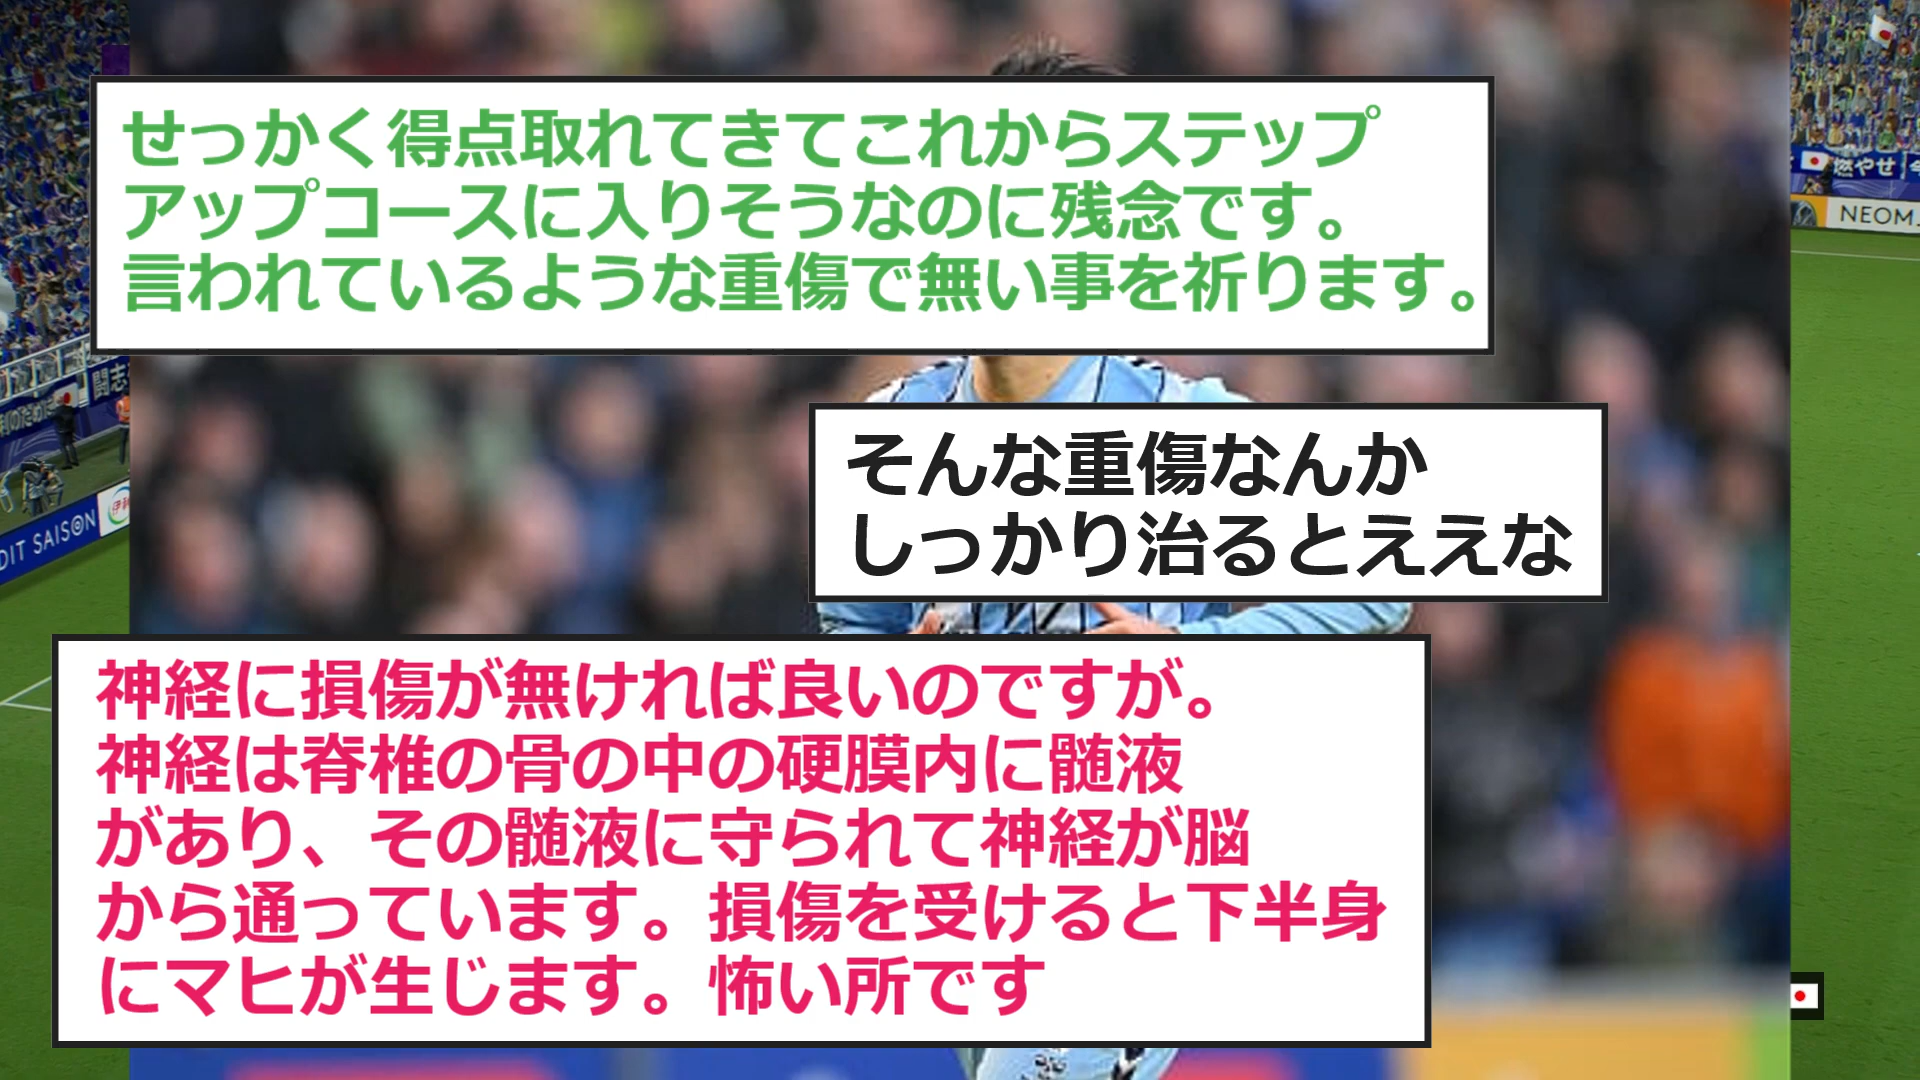 せっかく得点取れてきてこれからステップ
アップコースに入りそうなのに残念です。
言われているような重傷で無い事を祈ります。
そんな重傷なんか
しっかり治るとええな
神経に損傷が無ければ良いのですが。
神経は脊椎の骨の中の硬膜内に髄液
があり、その髄液に守られて神経が脳
から通っています。損傷を受けると下半身
にマヒが生じます。怖い所です
燃やせ
NEOM
闘志
DIT SAISON